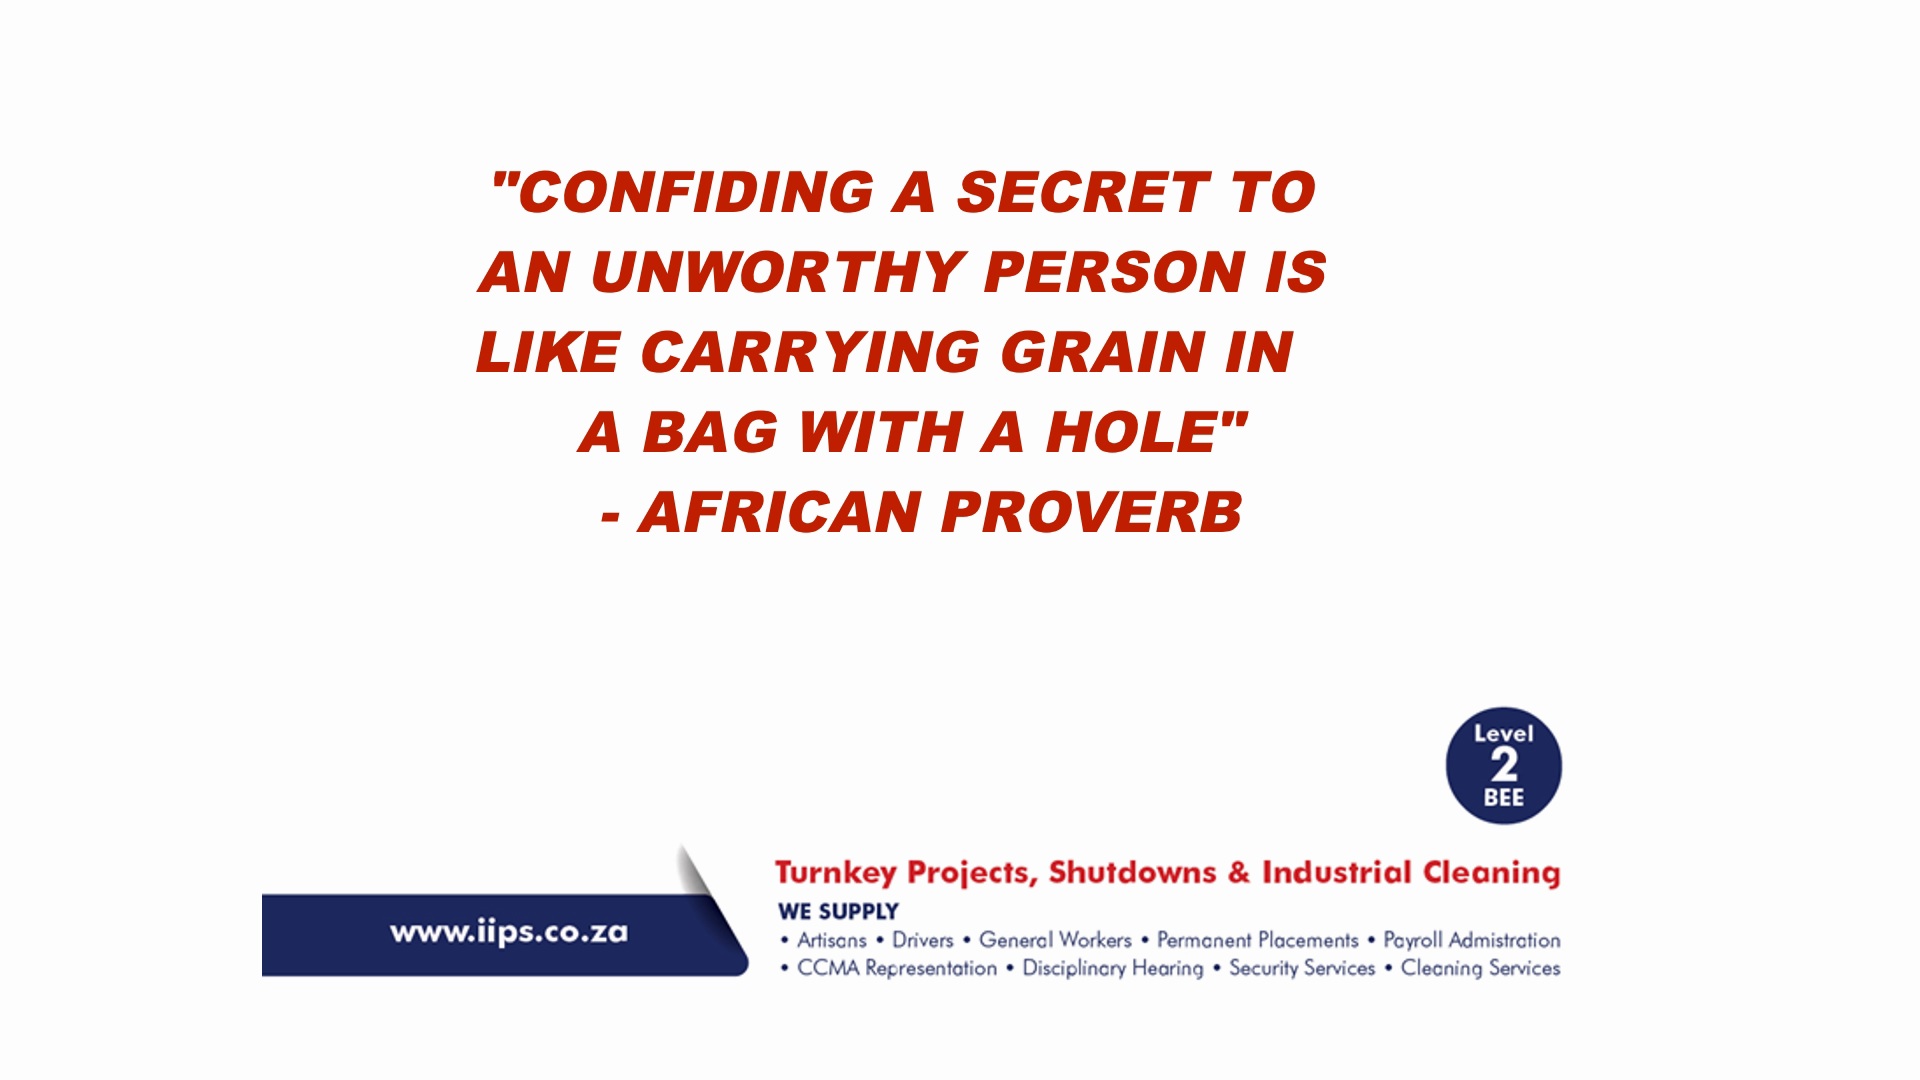 "CONFIDING A SECRET TO
AN UNWORTHY PERSON IS
LIKE CARRYING GRAIN IN
A BAG WITH A HOLE"
- AFRICAN PROVERB
Level
2
BEE
www.iips.co.za
Turnkey Projects, Shutdowns & Industrial Cleaning
WE SUPPLY
• Artisans • Drivers • General Workers • Permanent Placements • Payroll Admistration
• CCMA Representation • Disciplinary Hearing • Security Services • Cleaning Services